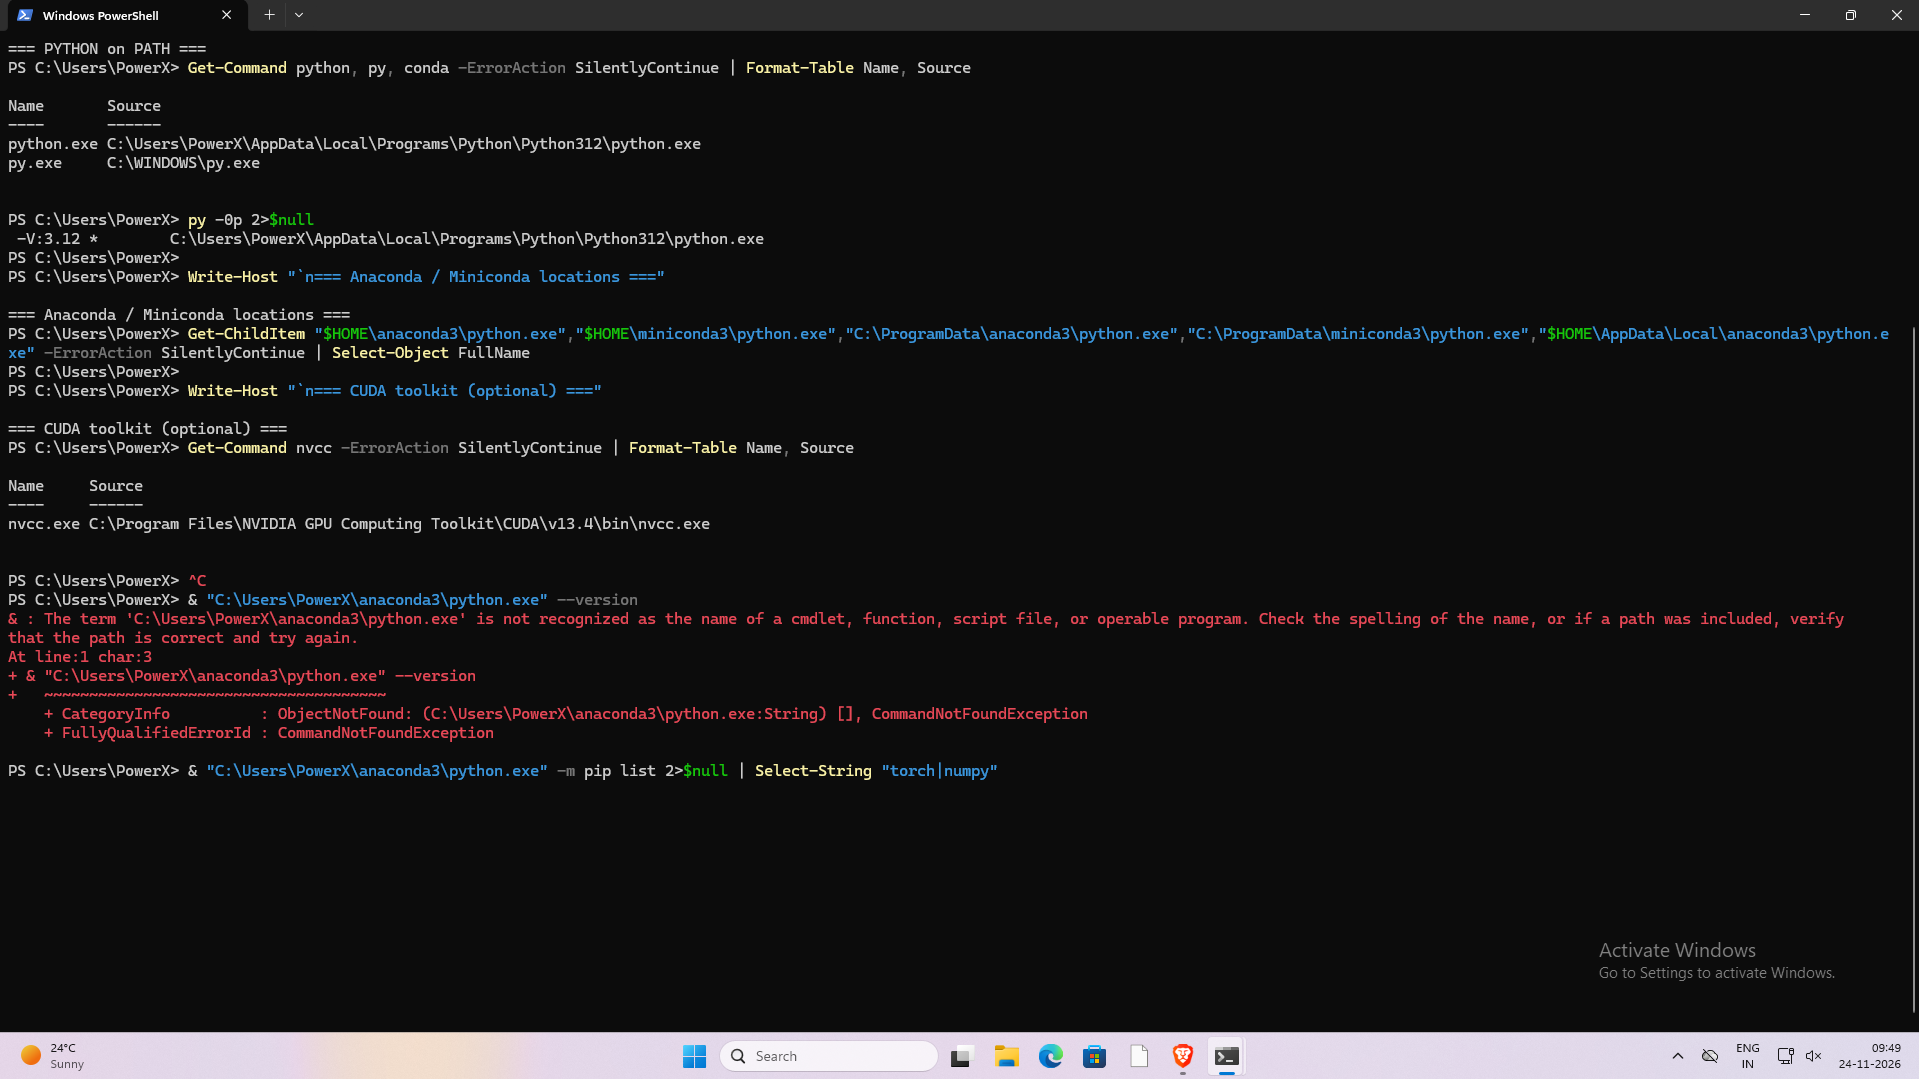 Windows PowerShell
=== PYTHON on PATH ===
PS C:\Users\PowerX> Get-Command python, py, conda -ErrorAction SilentlyContinue | Format-Table Name, Source
Name       Source
----       ------
python.exe C:\Users\PowerX\AppData\Local\Programs\Python\Python312\python.exe
py.exe     C:\WINDOWS\py.exe
PS C:\Users\PowerX> py -0p 2>$null
 -V:3.12 *        C:\Users\PowerX\AppData\Local\Programs\Python\Python312\python.exe
PS C:\Users\PowerX>
PS C:\Users\PowerX> Write-Host "`n=== Anaconda / Miniconda locations ==="
=== Anaconda / Miniconda locations ===
PS C:\Users\PowerX> Get-ChildItem "$HOME\anaconda3\python.exe","$HOME\miniconda3\python.exe","C:\ProgramData\anaconda3\python.exe","C:\ProgramData\miniconda3\python.exe","$HOME\AppData\Local\anaconda3\python.e
xe" -ErrorAction SilentlyContinue | Select-Object FullName
PS C:\Users\PowerX>
PS C:\Users\PowerX> Write-Host "`n=== CUDA toolkit (optional) ==="
=== CUDA toolkit (optional) ===
PS C:\Users\PowerX> Get-Command nvcc -ErrorAction SilentlyContinue | Format-Table Name, Source
Name     Source
----     ------
nvcc.exe C:\Program Files\NVIDIA GPU Computing Toolkit\CUDA\v13.4\bin\nvcc.exe
PS C:\Users\PowerX> ^C
PS C:\Users\PowerX> & "C:\Users\PowerX\anaconda3\python.exe" --version
& : The term 'C:\Users\PowerX\anaconda3\python.exe' is not recognized as the name of a cmdlet, function, script file, or operable program. Check the spelling of the name, or if a path was included, verify
that the path is correct and try again.
At line:1 char:3
+ & "C:\Users\PowerX\anaconda3\python.exe" --version
+   ~~~~~~~~~~~~~~~~~~~~~~~~~~~~~~~~~~~~~~
    + CategoryInfo          : ObjectNotFound: (C:\Users\PowerX\anaconda3\python.exe:String) [], CommandNotFoundException
    + FullyQualifiedErrorId : CommandNotFoundException
PS C:\Users\PowerX> & "C:\Users\PowerX\anaconda3\python.exe" -m pip list 2>$null | Select-String "torch|numpy"
Activate Windows
Go to Settings to activate Windows.
24°C
Sunny
Search
ENG
IN
09:49
24-11-2026